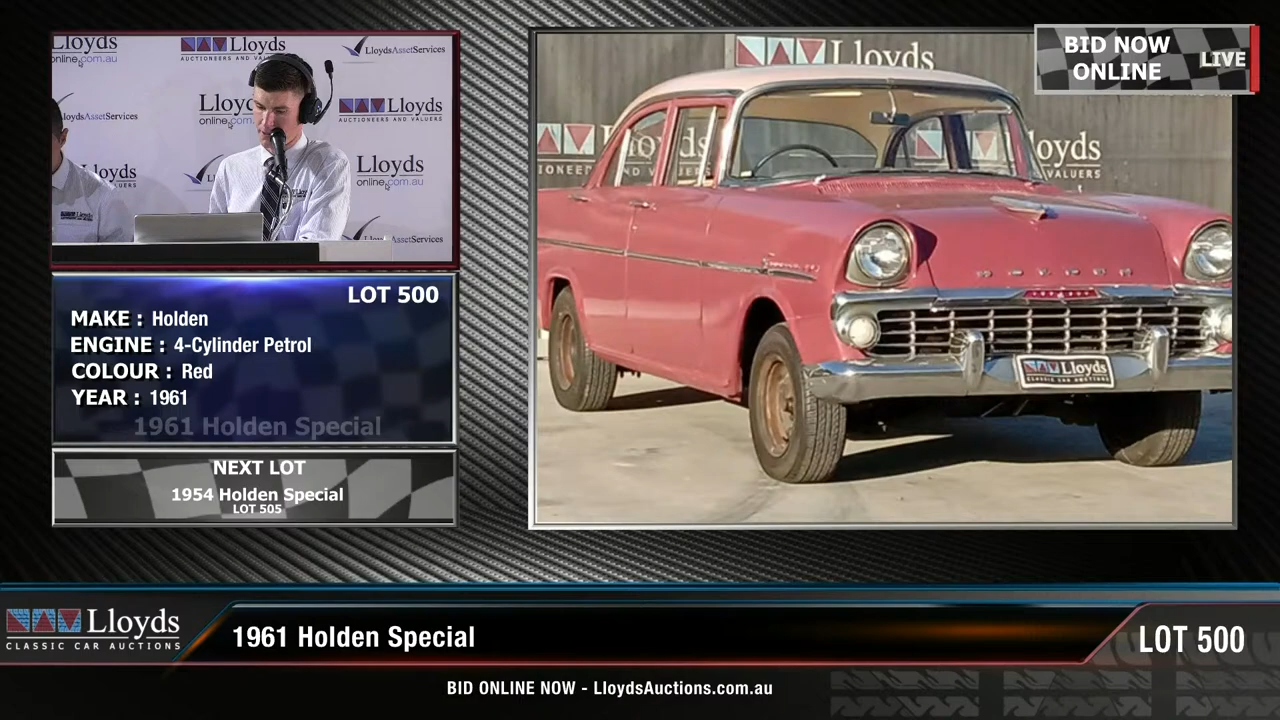 Lloyds
online.com.au
Lloyds
AUCTIONEERS AND VALUERS
LloydsAssetServices
Lloyds
online.com.au
Lloyds
AUCTIONEERS AND VALUERS
Lloyds
online.com.au
AssetServices
LOT 500
MAKE : Holden
ENGINE : 4-Cylinder Petrol
COLOUR : Red
YEAR : 1961
1961 Holden Special
NEXT LOT
1954 Holden Special
LOT 505
Lloyds
BID NOW
ONLINE
LIVE
HOLDEN
Lloyds
CLASSIC CAR AUCTIONS
Lloyds
CLASSIC CAR AUCTIONS
1961 Holden Special
LOT 500
BID ONLINE NOW - LloydsAuctions.com.au